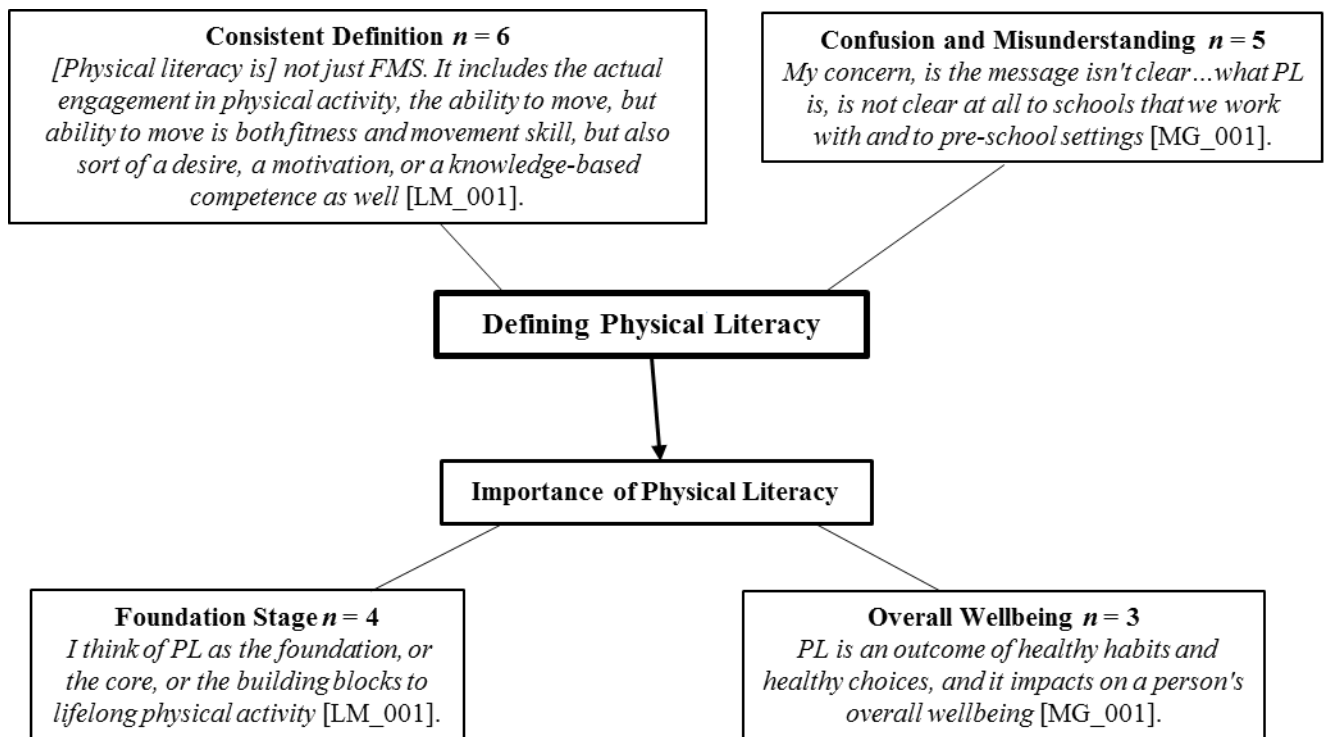 Consistent Definition n = 6
[Physical literacy is] not just FMS. It includes the actual
engagement in physical activity, the ability to move, but
ability to move is both fitness and movement skill, but also
sort of a desire, a motivation, or a knowledge-based
competence as well [LM_001].
Confusion and Misunderstanding n = 5
My concern, is the message isn't clear…what PL
is, is not clear at all to schools that we work
with and to pre-school settings [MG_001].
Defining Physical Literacy
Importance of Physical Literacy
Foundation Stage n = 4
I think of PL as the foundation, or
the core, or the building blocks to
lifelong physical activity [LM_001].
Overall Wellbeing n = 3
PL is an outcome of healthy habits and
healthy choices, and it impacts on a person's
overall wellbeing [MG_001].